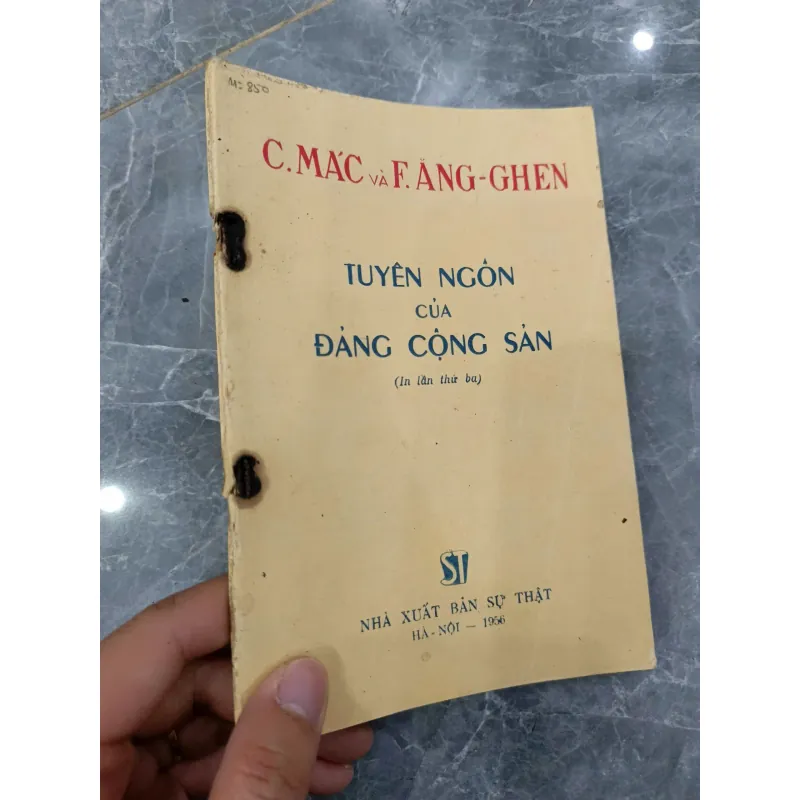 M: 850
C. MÁC VÀ F. ĂNG-GHEN
TUYÊN NGÔN
CỦA
ĐẢNG CỘNG SẢN
(In lần thứ ba)
ST
NHÀ XUẤT BẢN SỰ THẬT
HÀ-NỘI — 1956